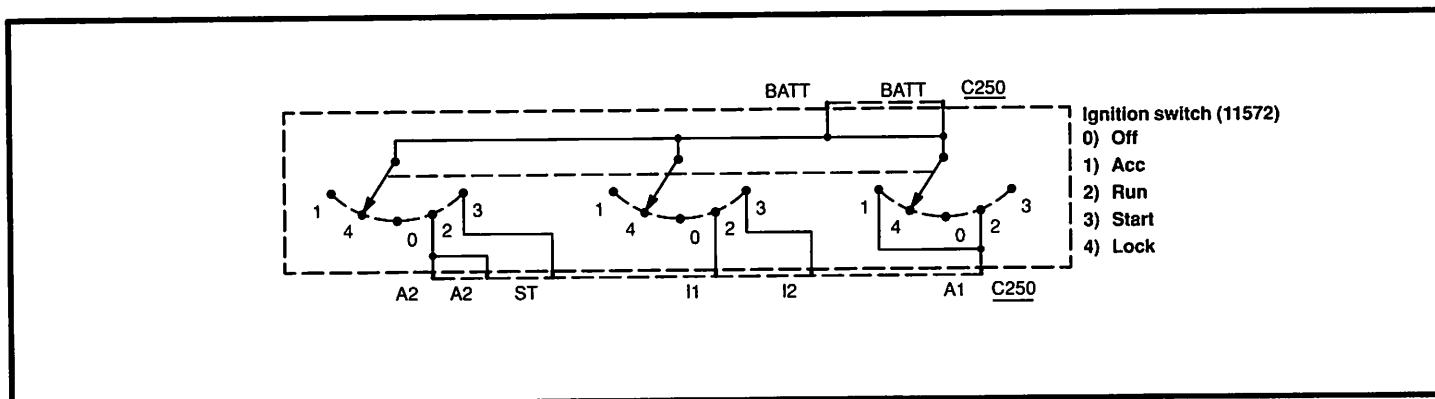 BATT BATT C250
Ignition switch (11572)
0) Off
1) Acc
2) Run
3) Start
4) Lock
1 4 0 2 3
1 4 0 2 3
1 4 0 2 3
A2 A2 ST I1 I2 A1 C250